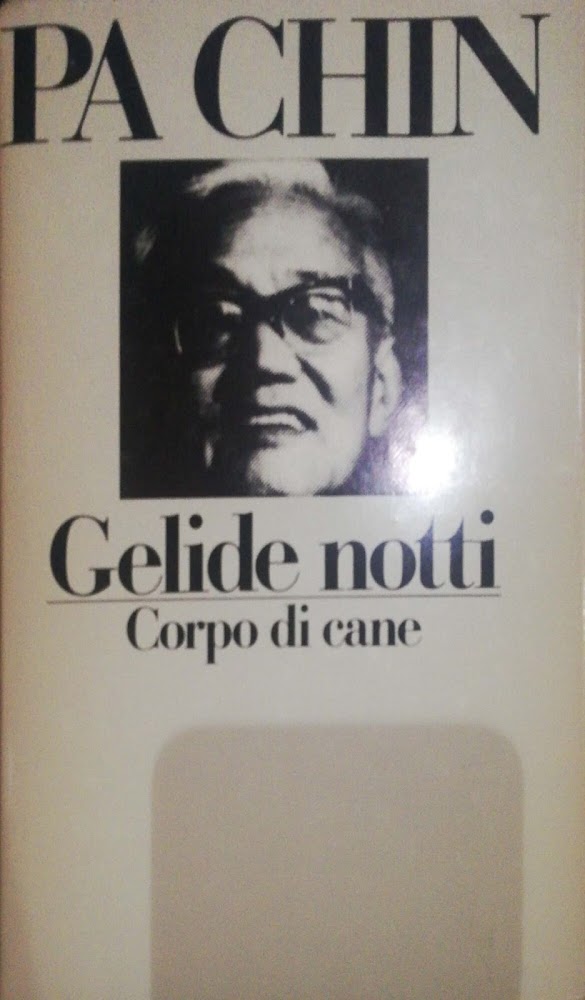 PA CHIN
Gelide notti
Corpo di cane